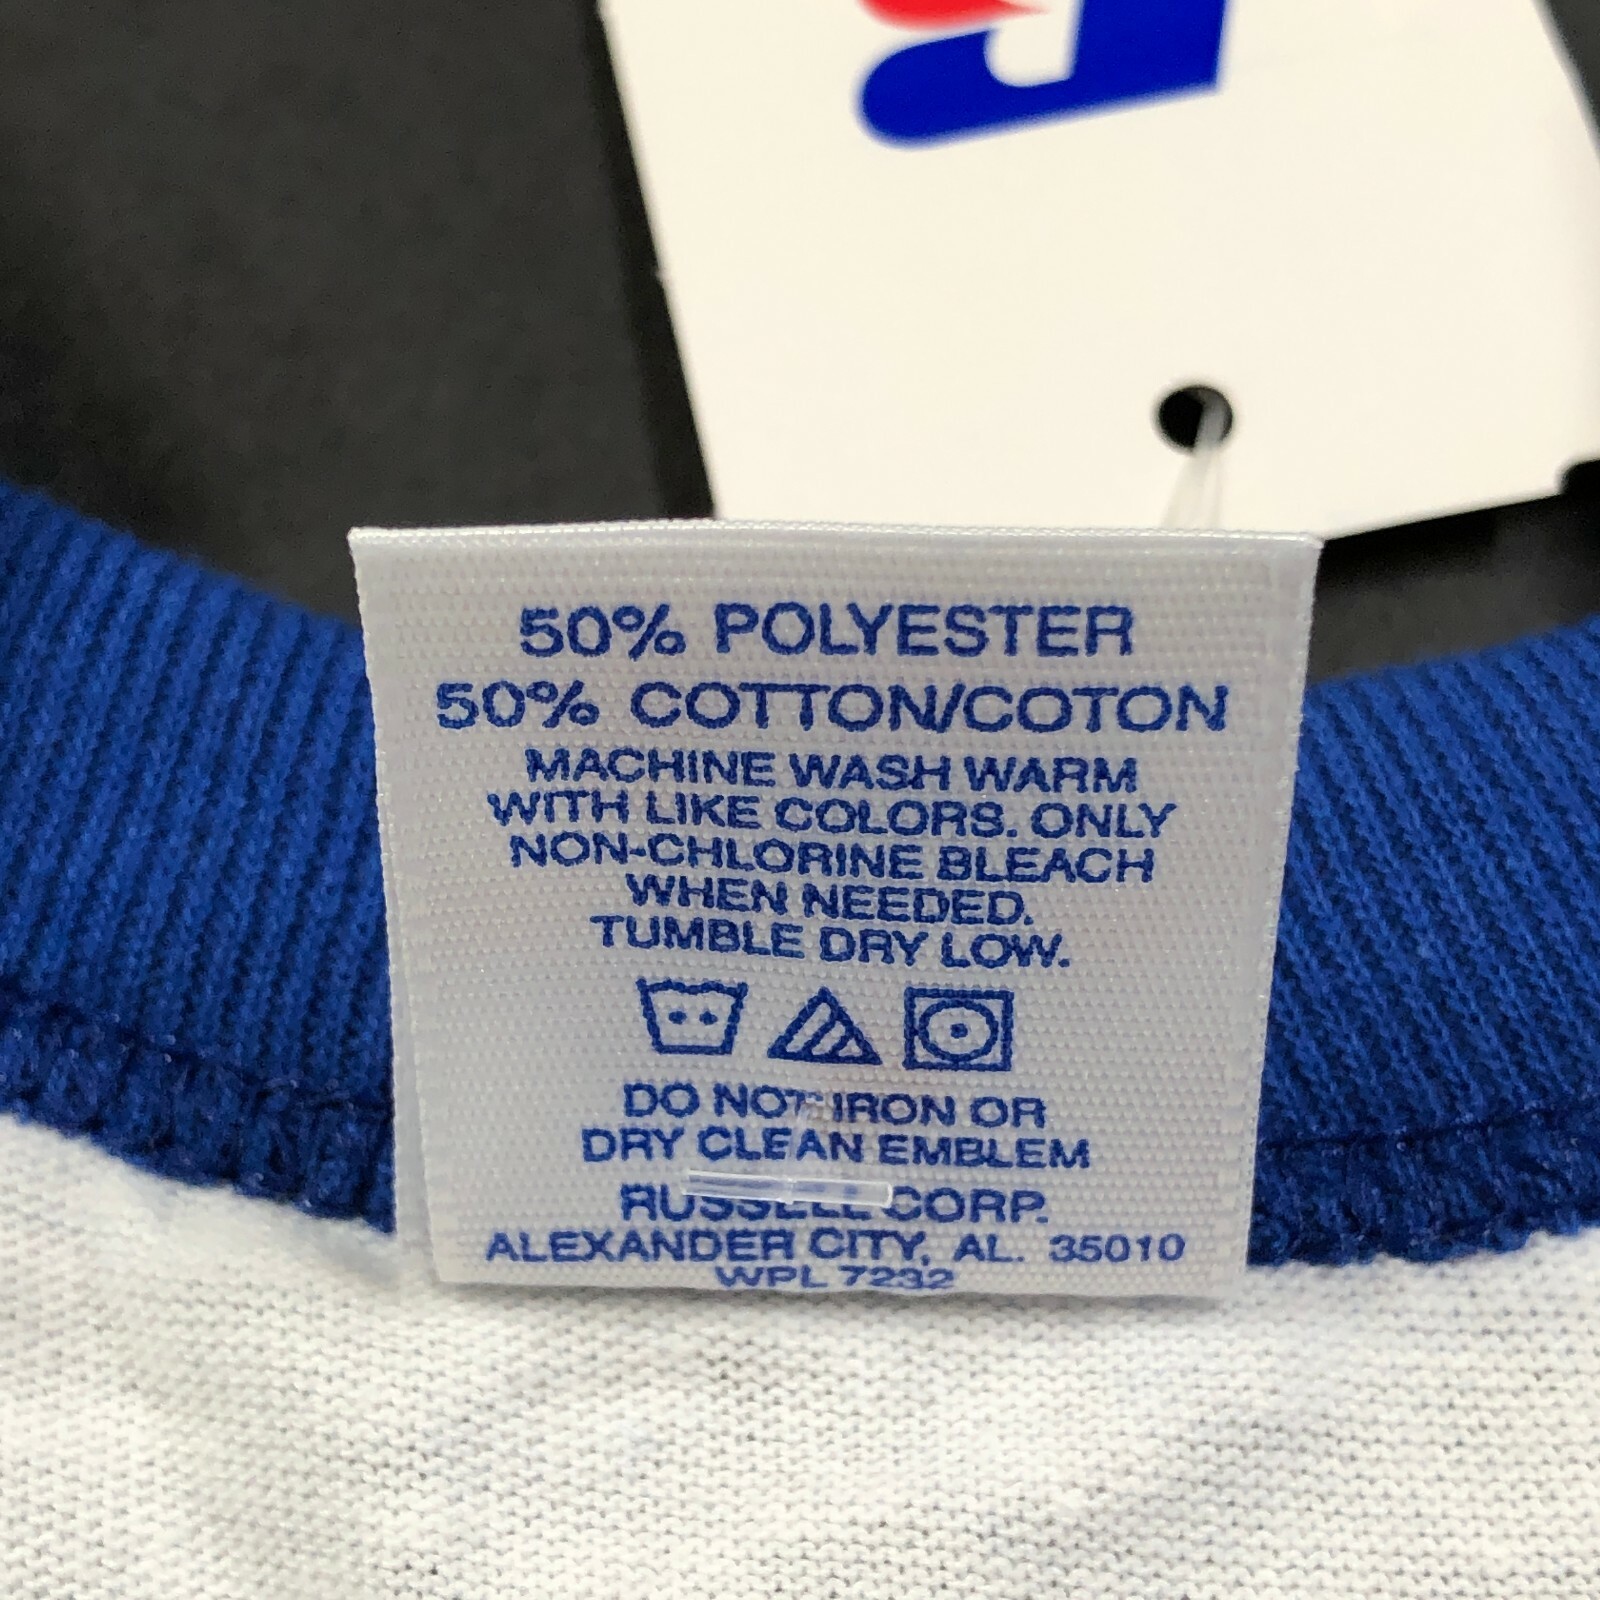 50% POLYESTER
50% COTTON/COTON
MACHINE WASH WARM
WITH LIKE COLORS. ONLY
NON-CHLORINE BLEACH
WHEN NEEDED.
TUMBLE DRY LOW.
DO NOT IRON OR
DRY CLEAN EMBLEM
RUSSELL CORP.
ALEXANDER CITY, AL. 35010
WPL 7232